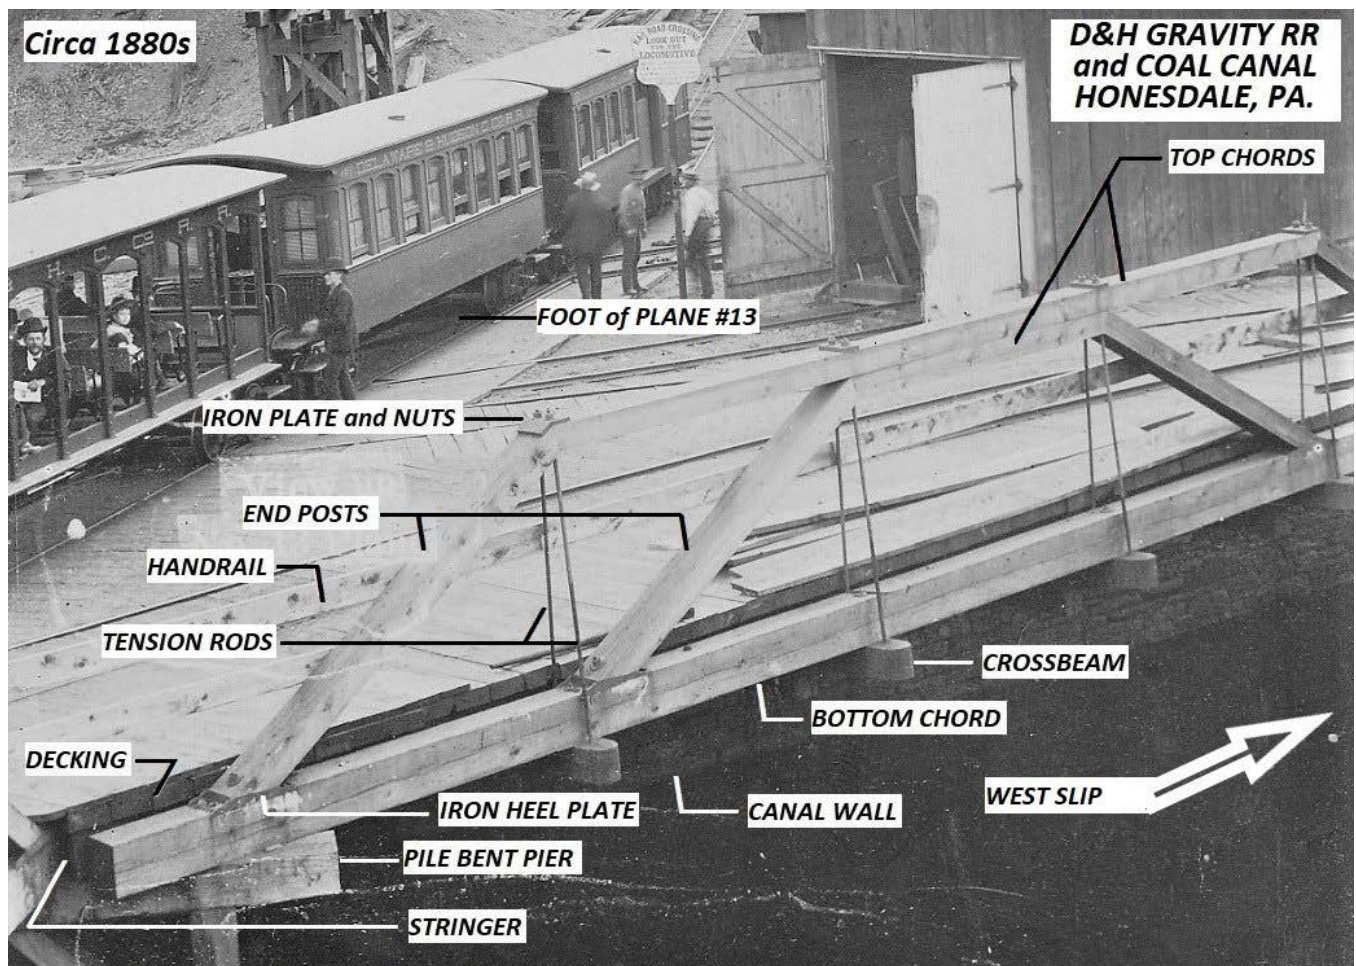 Circa 1880s
D&H GRAVITY RR
and COAL CANAL
HONESDALE, PA.
RAIL ROAD CROSSING
LOOK OUT
FOR THE
LOCOMOTIVE
TOP CHORDS
DELAWARE & HUDSON
H. C. Co. R. R.
FOOT of PLANE #13
IRON PLATE and NUTS
END POSTS
HANDRAIL
TENSION RODS
CROSSBEAM
BOTTOM CHORD
DECKING
WEST SLIP
IRON HEEL PLATE
CANAL WALL
PILE BENT PIER
STRINGER